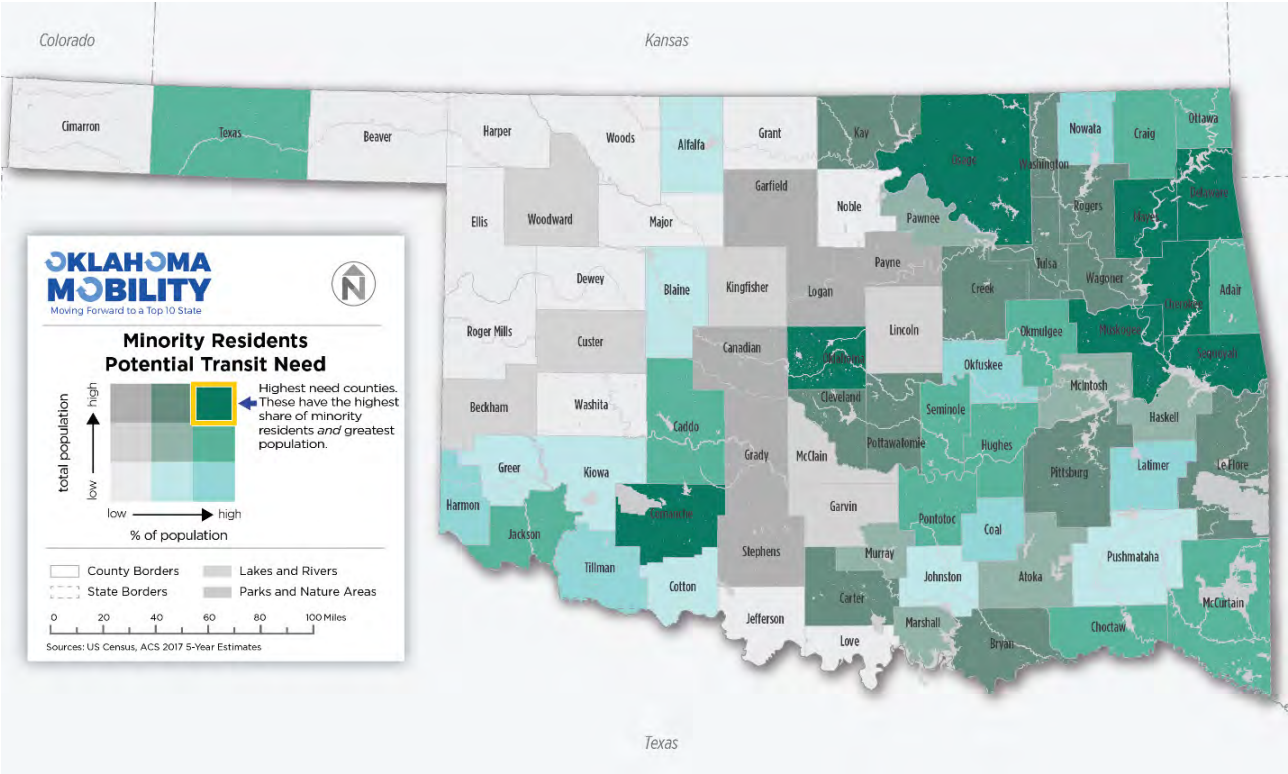 Colorado
Kansas
Cimarron
Texas
Beaver
Harper
Woods
Alfalfa
Grant
Kay
Osage
Washington
Nowata
Craig
Ottawa
Ellis
Woodward
Major
Garfield
Noble
Pawnee
Rogers
Mayes
Delaware
Dewey
Blaine
Kingfisher
Logan
Payne
Creek
Tulsa
Wagoner
Cherokee
Adair
Roger Mills
Custer
Canadian
Oklahoma
Lincoln
Okmulgee
Muskogee
Sequoyah
Okfuskee
McIntosh
Haskell
Beckham
Washita
Caddo
Grady
McClain
Cleveland
Pottawatomie
Seminole
Hughes
Pittsburg
Latimer
Le Flore
Greer
Kiowa
Harmon
Jackson
Comanche
Tillman
Cotton
Stephens
Garvin
Murray
Pontotoc
Coal
Johnston
Atoka
Pushmataha
McCurtain
Jefferson
Carter
Love
Marshall
Bryan
Choctaw
Texas
OKLAHOMA
MOBILITY
Moving Forward to a Top 10 State
N
Minority Residents
Potential Transit Need
total population
low
high
Highest need counties.
These have the highest
share of minority
residents and greatest
population.
low
high
% of population
County Borders
Lakes and Rivers
State Borders
Parks and Nature Areas
0 20 40 60 80 100 Miles
Sources: US Census, ACS 2017 5-Year Estimates